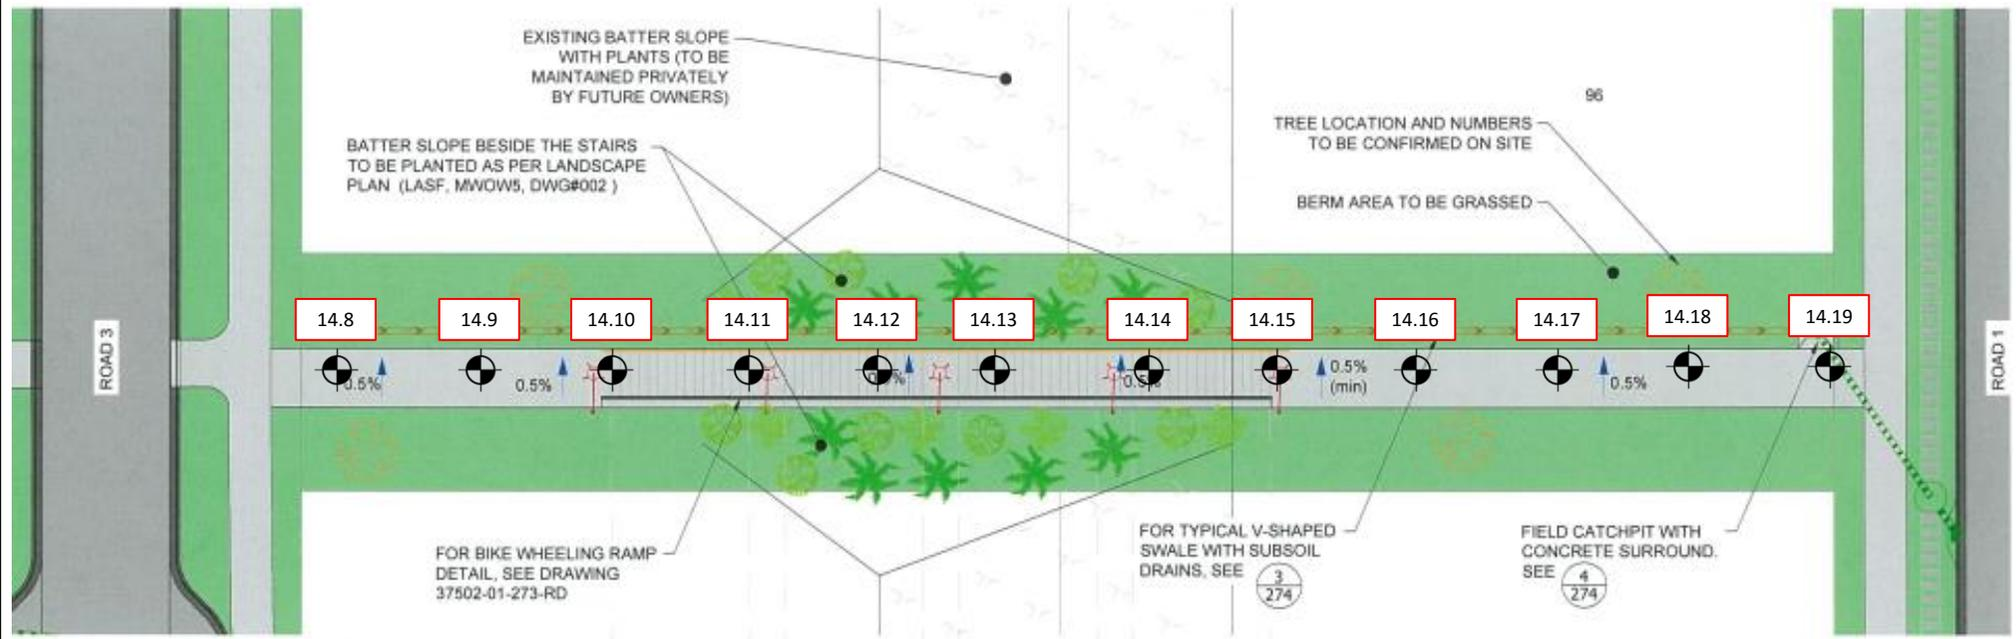 EXISTING BATTER SLOPE
WITH PLANTS (TO BE
MAINTAINED PRIVATELY
BY FUTURE OWNERS)
96
TREE LOCATION AND NUMBERS
TO BE CONFIRMED ON SITE
BATTER SLOPE BESIDE THE STAIRS
TO BE PLANTED AS PER LANDSCAPE
PLAN (LASF, MWOW5, DWG#002 )
BERM AREA TO BE GRASSED
14.8
14.9
14.10
14.11
14.12
14.13
14.14
14.15
14.16
14.17
14.18
14.19
ROAD 3
ROAD 1
0.5%
0.5%
0.5%
(min)
0.5%
FOR BIKE WHEELING RAMP
DETAIL, SEE DRAWING
37502-01-273-RD
FOR TYPICAL V-SHAPED
SWALE WITH SUBSOIL
DRAINS, SEE
3
274
FIELD CATCHPIT WITH
CONCRETE SURROUND.
SEE
4
274